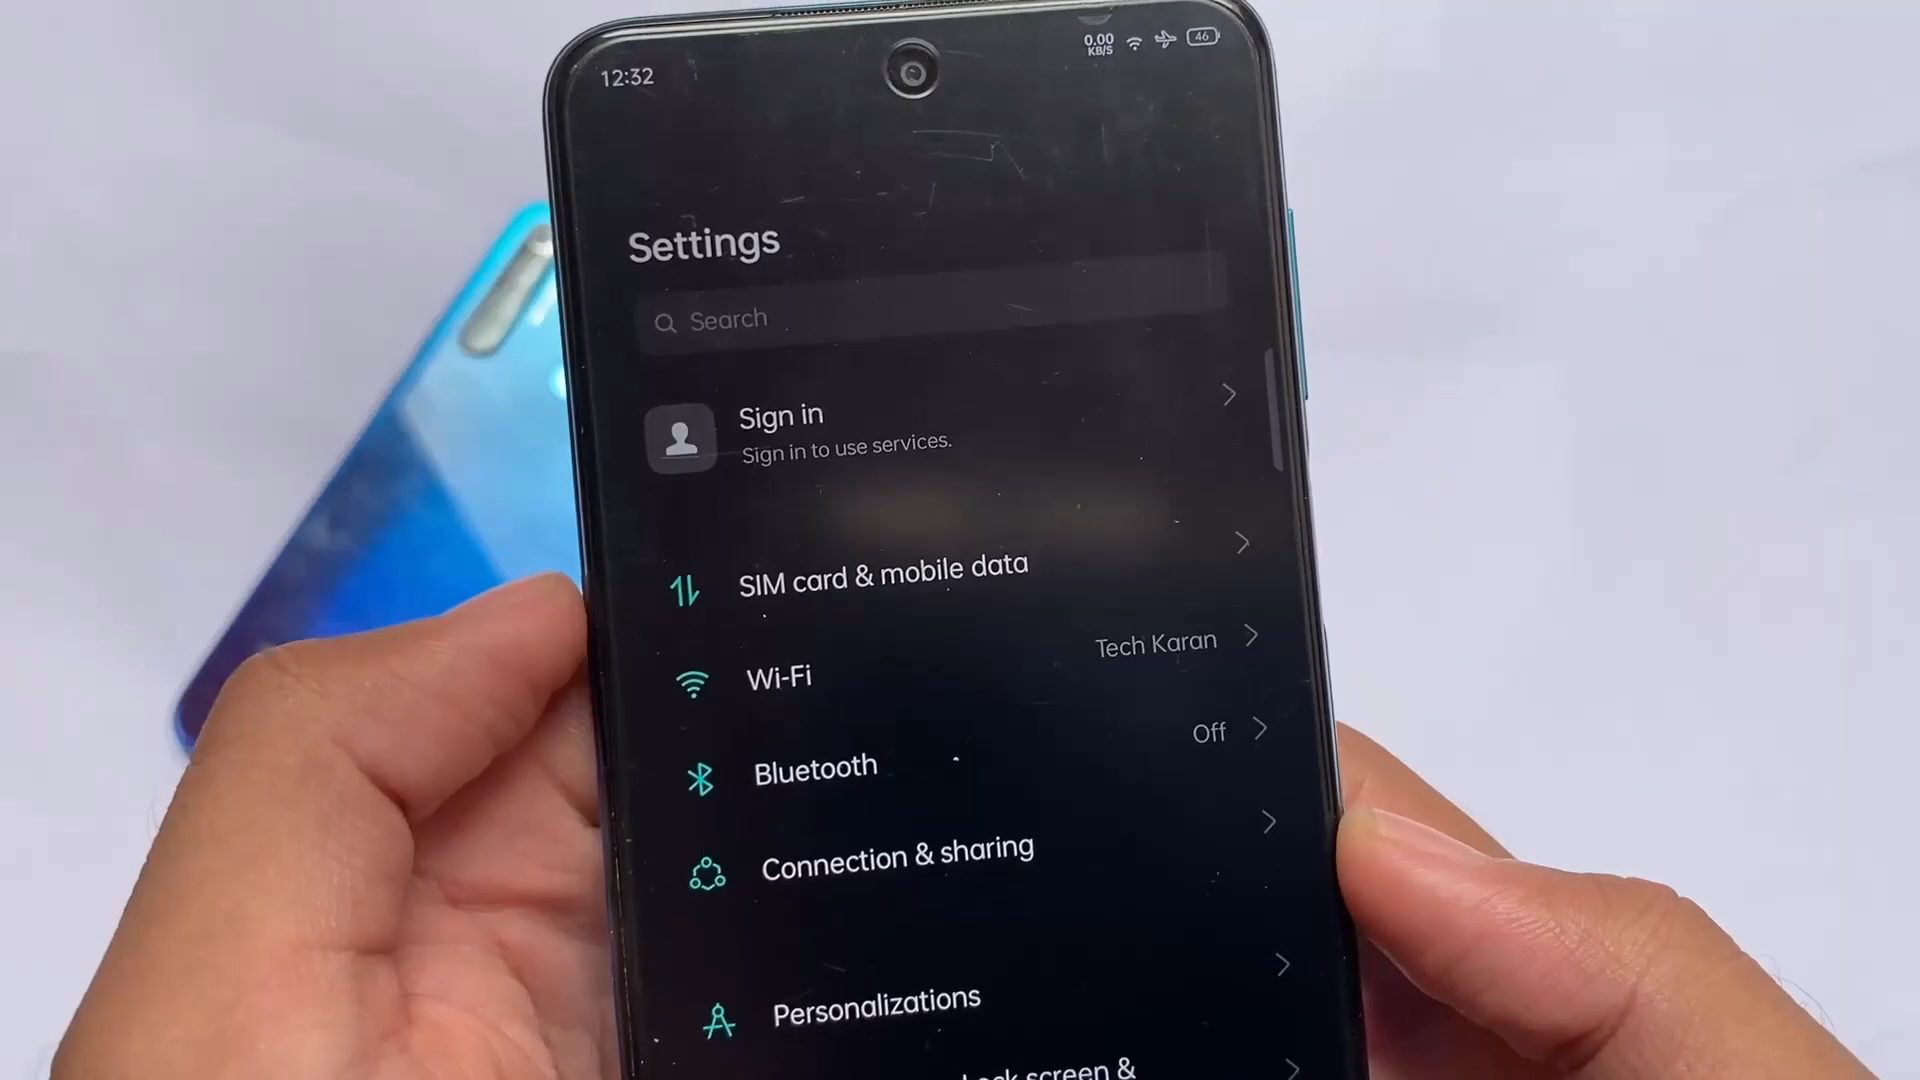 12:32
0.00
KB/S
46
Settings
Search
Sign in
Sign in to use services.
SIM card & mobile data
Wi-Fi
Tech Karan
Bluetooth
Off
Connection & sharing
Personalizations
screen &